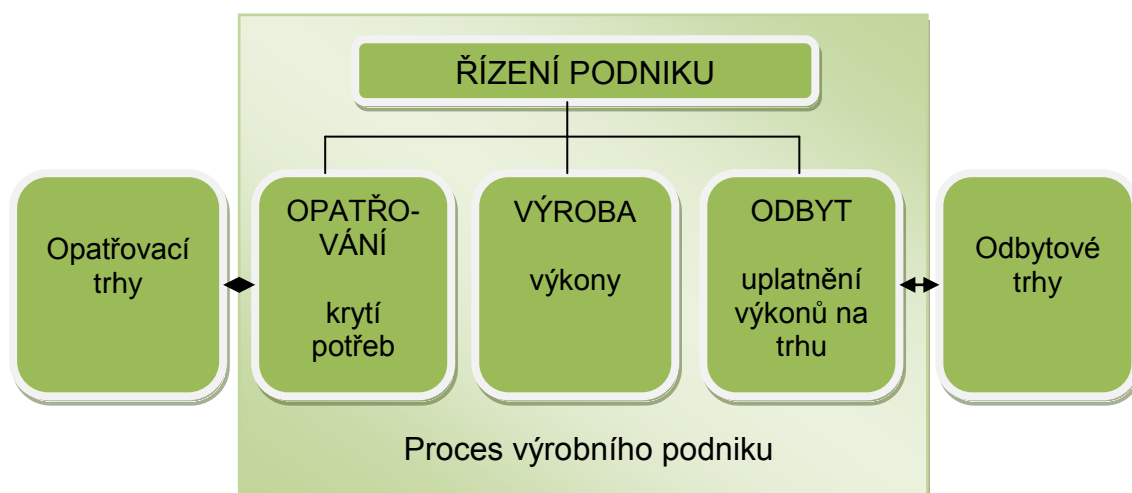 ŘÍZENÍ PODNIKU
Opatřovací
trhy
OPATŘO-
VÁNÍ
krytí
potřeb
VÝROBA
výkony
ODBYT
uplatnění
výkonů na
trhu
Odbytové
trhy
Proces výrobního podniku